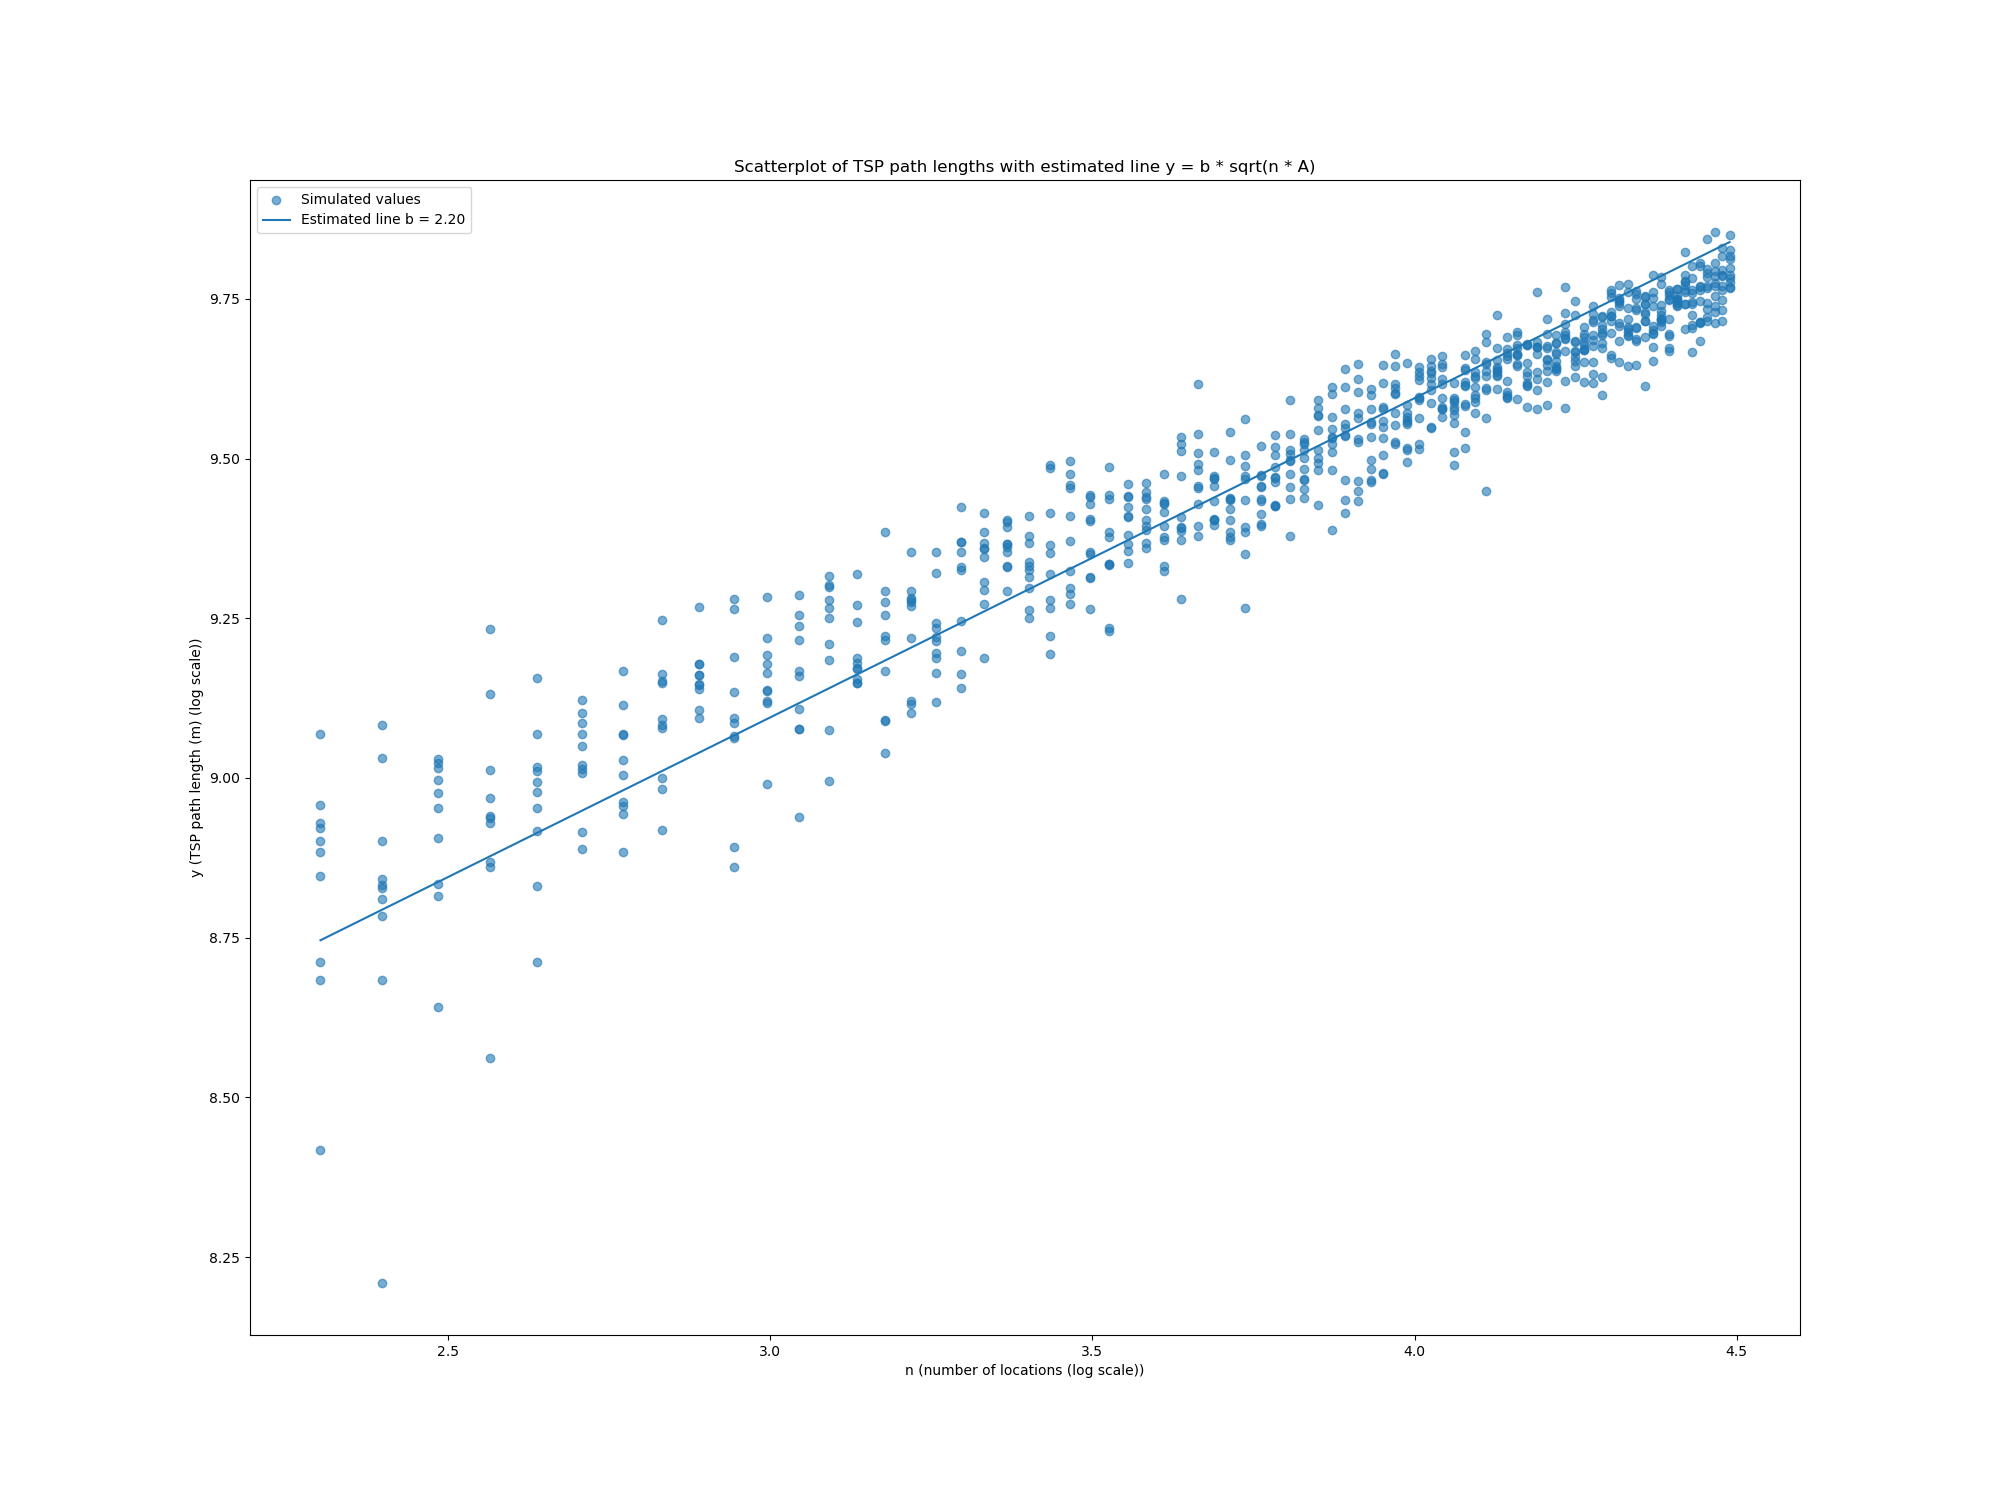 Scatterplot of TSP path lengths with estimated line y = b * sqrt(n * A)
Simulated values
Estimated line b = 2.20
9.75
9.50
9.25
9.00
8.75
8.50
8.25
y (TSP path length (m) (log scale))
2.5
3.0
3.5
4.0
4.5
n (number of locations (log scale))